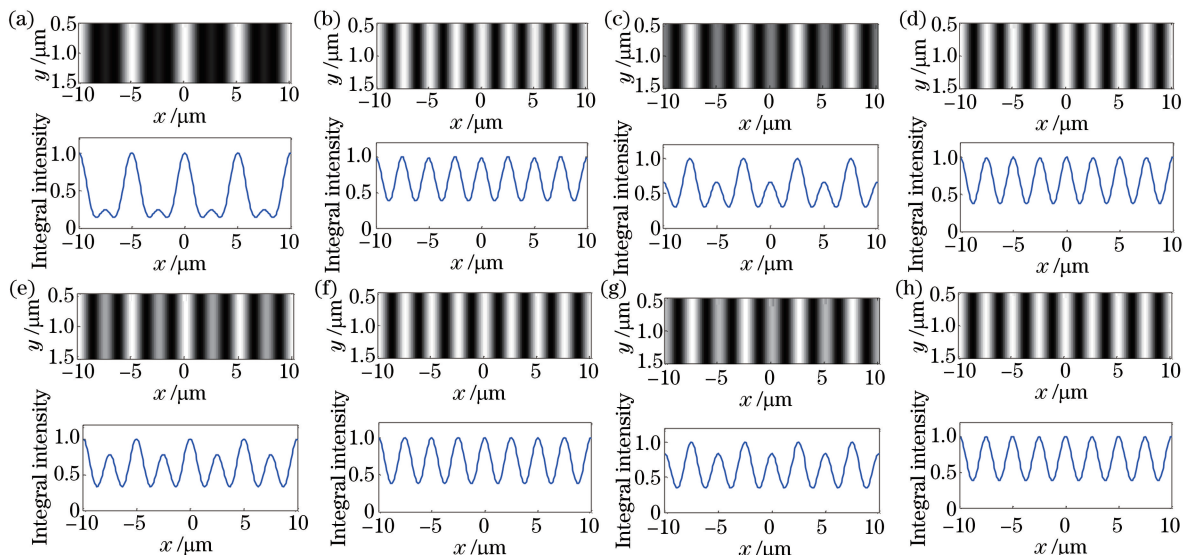 (a) (b) (c) (d)
0.5 0.5 0.5 0.5
y /μm y /μm y /μm y /μm
1.0 1.0 1.0 1.0
1.5 1.5 1.5 1.5
−10 −5 0 5 10 −10 −5 0 5 10 −10 −5 0 5 10 −10 −5 0 5 10
x /μm x /μm x /μm x /μm
Integral intensity Integral intensity Integral intensity Integral intensity
1.0 1.0 1.0 1.0
0.5 0.5 0.5 0.5
0 0 0 0
−10 −5 0 5 10 −10 −5 0 5 10 −10 −5 0 5 10 −10 −5 0 5 10
x /μm x /μm x /μm x /μm
(e) (f) (g) (h)
0.5 0.5 0.5 0.5
y /μm y /μm y /μm y /μm
1.0 1.0 1.0 1.0
1.5 1.5 1.5 1.5
−10 −5 0 5 10 −10 −5 0 5 10 −10 −5 0 5 10 −10 −5 0 5 10
x /μm x /μm x /μm x /μm
Integral intensity Integral intensity Integral intensity Integral intensity
1.0 1.0 1.0 1.0
0.5 0.5 0.5 0.5
0 0 0 0
−10 −5 0 5 10 −10 −5 0 5 10 −10 −5 0 5 10 −10 −5 0 5 10
x /μm x /μm x /μm x /μm